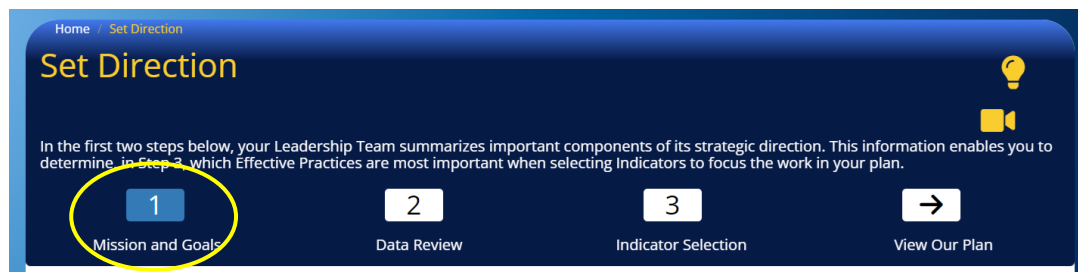 Home / Set Direction
Set Direction
In the first two steps below, your Leadership Team summarizes important components of its strategic direction. This information enables you to
determine, in Step 3, which Effective Practices are most important when selecting Indicators to focus the work in your plan.
1 2 3
Mission and Goals Data Review Indicator Selection View Our Plan